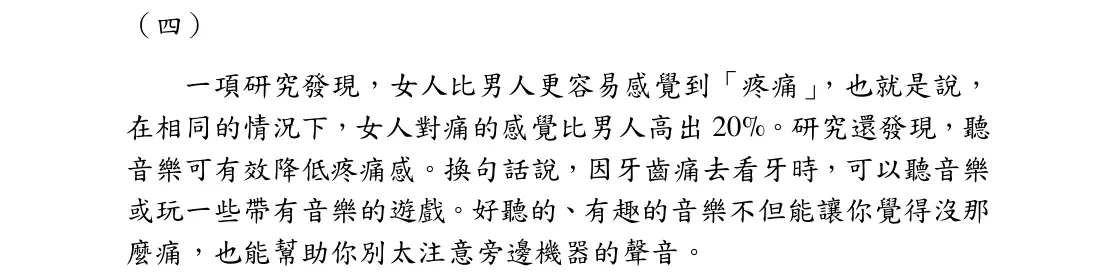 （四）
一項研究發現，女人比男人更容易感覺到「疼痛」，也就是說，
在相同的情況下，女人對痛的感覺比男人高出 20%。研究還發現，聽
音樂可有效降低疼痛感。換句話說，因牙齒痛去看牙時，可以聽音樂
或玩一些帶有音樂的遊戲。好聽的、有趣的音樂不但能讓你覺得沒那
麼痛，也能幫助你別太注意旁邊機器的聲音。